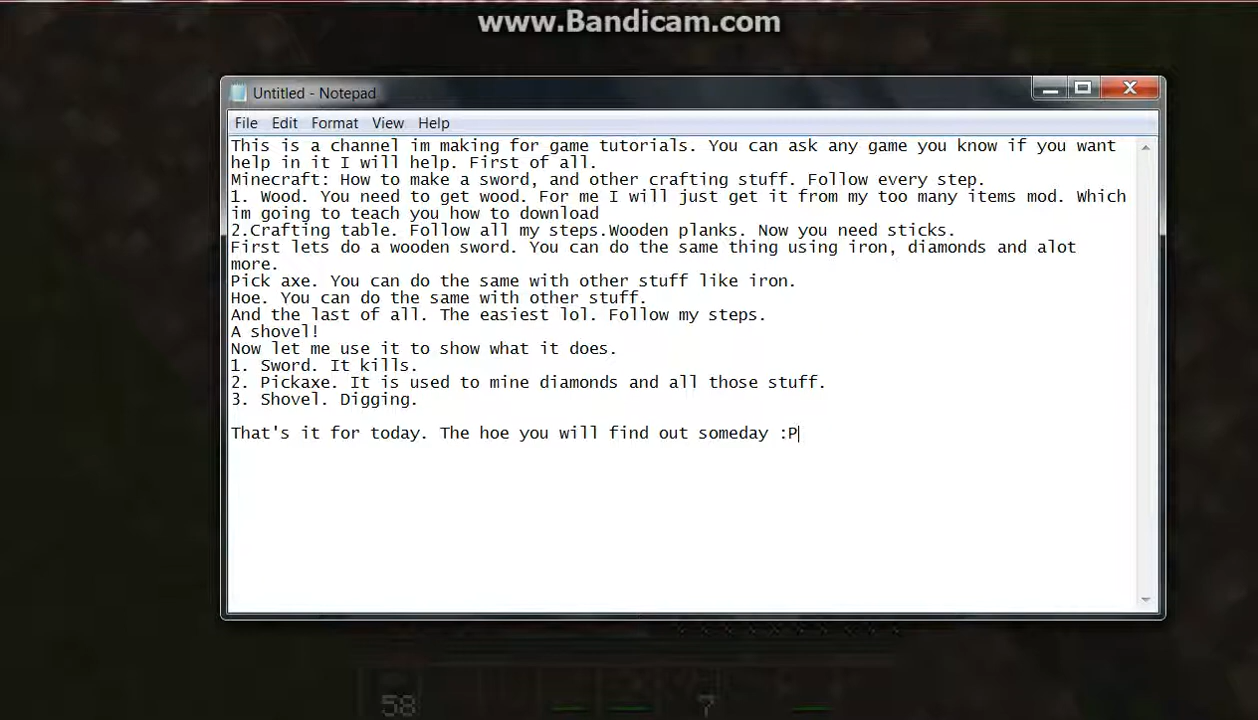 www.Bandicam.com
Untitled - Notepad
File Edit Format View Help
This is a channel im making for game tutorials. You can ask any game you know if you want
help in it I will help. First of all.
Minecraft: How to make a sword, and other crafting stuff. Follow every step.
1. Wood. You need to get wood. For me I will just get it from my too many items mod. Which
im going to teach you how to download
2.Crafting table. Follow all my steps.Wooden planks. Now you need sticks.
First lets do a wooden sword. You can do the same thing using iron, diamonds and alot
more.
Pick axe. You can do the same with other stuff like iron.
Hoe. You can do the same with other stuff.
And the last of all. The easiest lol. Follow my steps.
A shovel!
Now let me use it to show what it does.
1. Sword. It kills.
2. Pickaxe. It is used to mine diamonds and all those stuff.
3. Shovel. Digging.
That's it for today. The hoe you will find out someday :P
58 7